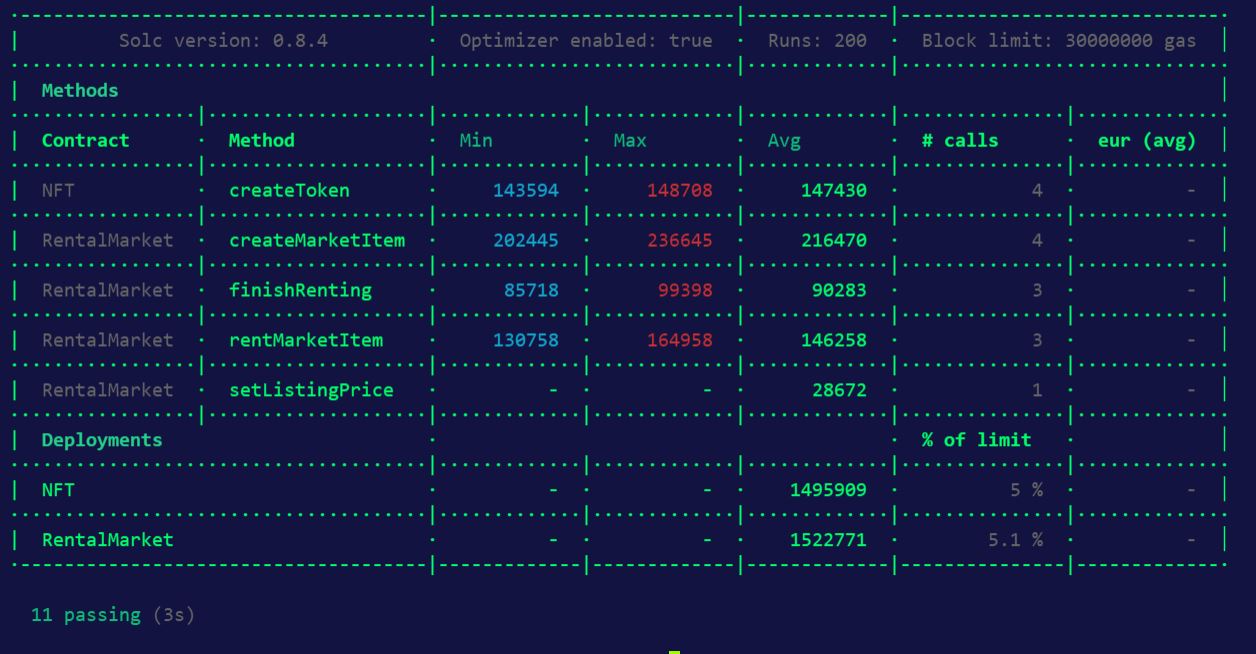 Solc version: 0.8.4 · Optimizer enabled: true · Runs: 200 · Block limit: 30000000 gas
Methods
Contract · Method · Min · Max · Avg · # calls · eur (avg)
NFT · createToken · 143594 · 148708 · 147430 · 4 · -
RentalMarket · createMarketItem · 202445 · 236645 · 216470 · 4 · -
RentalMarket · finishRenting · 85718 · 99398 · 90283 · 3 · -
RentalMarket · rentMarketItem · 130758 · 164958 · 146258 · 3 · -
RentalMarket · setListingPrice · - · - · 28672 · 1 · -
Deployments · · % of limit ·
NFT · - · - · 1495909 · 5 % · -
RentalMarket · - · - · 1522771 · 5.1 % · -
11 passing (3s)